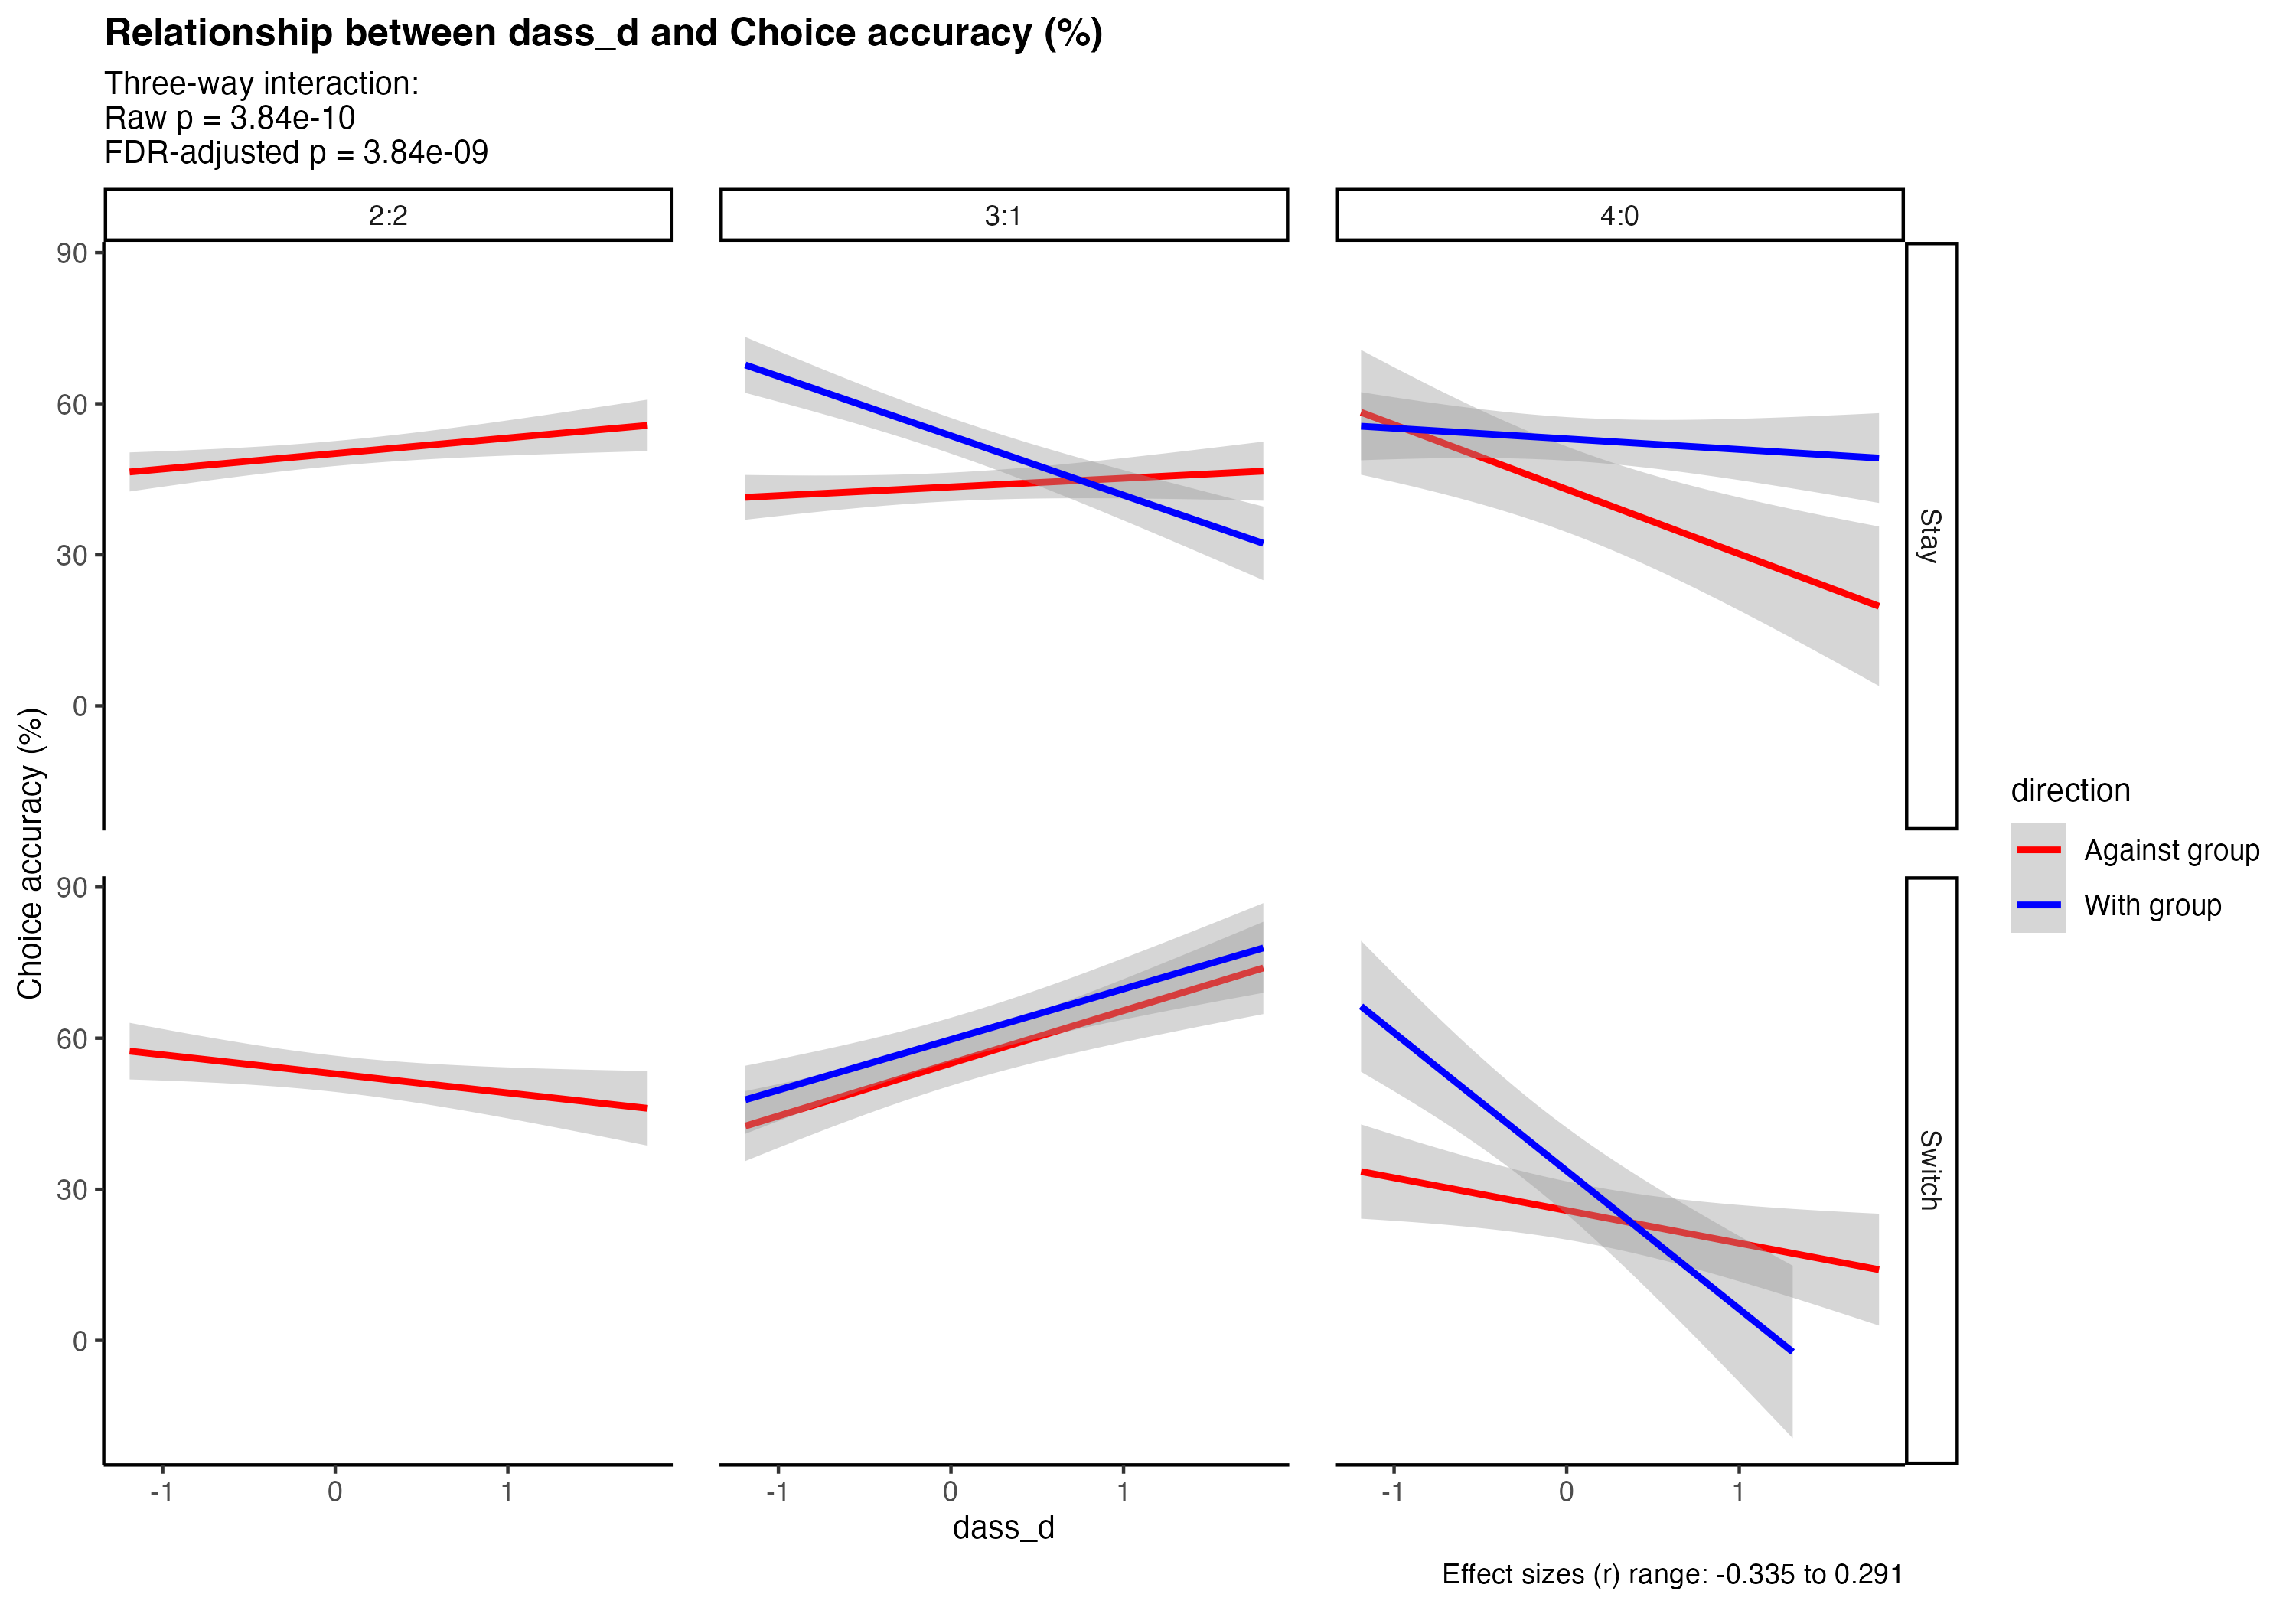 Relationship between dass_d and Choice accuracy (%)
Three-way interaction:
Raw p = 3.84e-10
FDR-adjusted p = 3.84e-09
2:2
3:1
4:0
90
60
30
0
Stay
Choice accuracy (%)
90
60
30
0
Switch
direction
Against group
With group
-1
0
1
-1
0
1
-1
0
1
dass_d
Effect sizes (r) range: -0.335 to 0.291